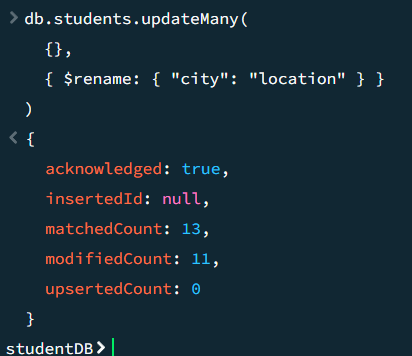 > db.students.updateMany(
{},
{ $rename: { "city": "location" } }
)
< {
acknowledged: true,
insertedId: null,
matchedCount: 13,
modifiedCount: 11,
upsertedCount: 0
}
studentDB>